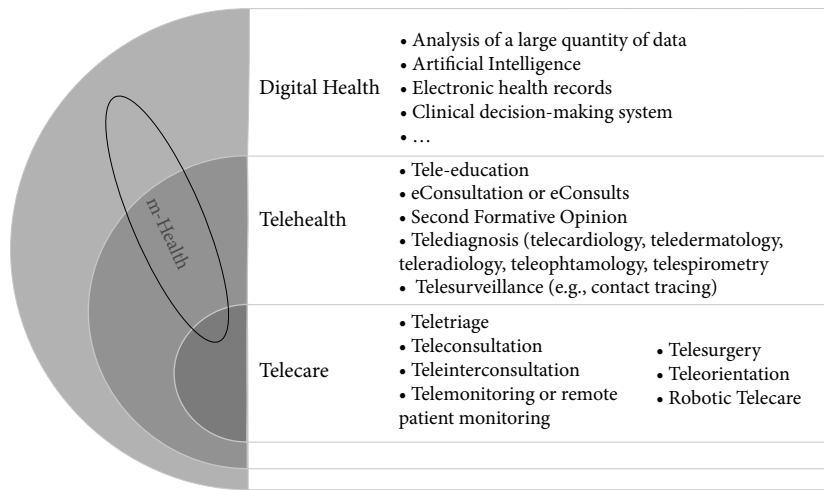 Digital Health
• Analysis of a large quantity of data
• Artificial Intelligence
• Electronic health records
• Clinical decision-making system
• …
m-Health
Telehealth
• Tele-education
• eConsultation or eConsults
• Second Formative Opinion
• Telediagnosis (telecardiology, teledermatology,
teleradiology, teleophtamology, telespirometry
• Telesurveillance (e.g., contact tracing)
Telecare
• Teletriage
• Teleconsultation
• Teleinterconsultation
• Telemonitoring or remote
patient monitoring
• Telesurgery
• Teleorientation
• Robotic Telecare